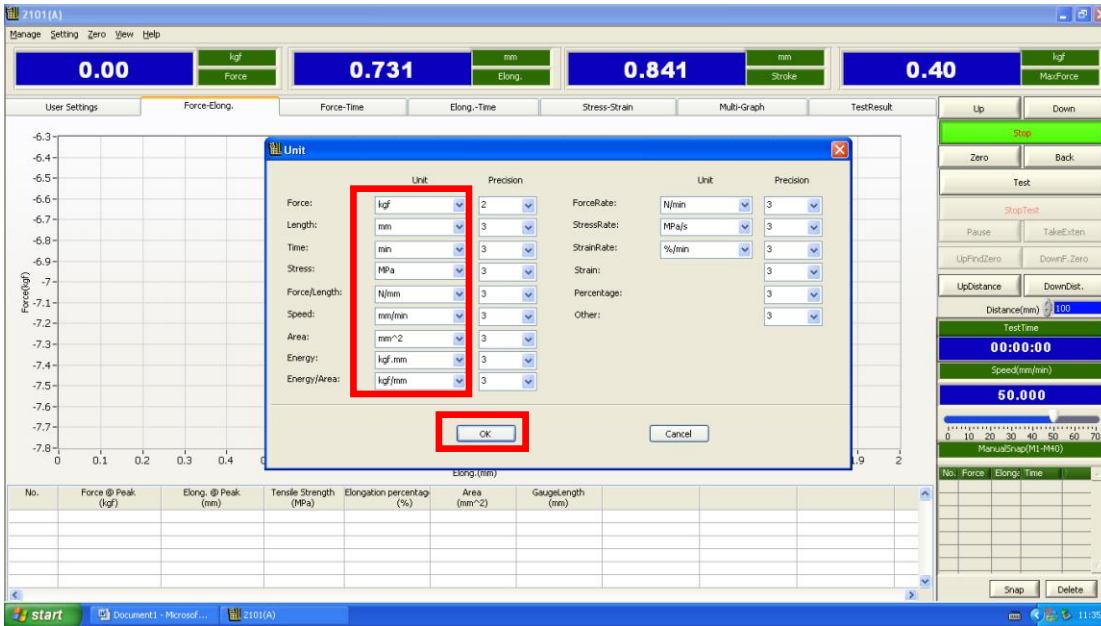 2101(A)
Manage Setting Zero View Help
0.00 kgf Force 0.731 mm Elong. 0.841 mm Stroke 0.40 kgf MaxForce
User Settings Force-Elong. Force-Time Elong.-Time Stress-Strain Multi-Graph TestResult
Force(kgf)
-6.3
-6.4
-6.5
-6.6
-6.7
-6.8
-6.9
-7
-7.1
-7.2
-7.3
-7.4
-7.5
-7.6
-7.7
-7.8
0 0.1 0.2 0.3 0.4 1.9 2
Elong.(mm)
Unit
Unit Precision Unit Precision
Force: kgf 2 ForceRate: N/min 3
Length: mm 3 StressRate: MPa/s 3
Time: min 3 StrainRate: %/min 3
Stress: MPa 3 Strain: 3
Force/Length: N/mm 3 Percentage: 3
Speed: mm/min 3 Other: 3
Area: mm^2 3
Energy: kgf.mm 3
Energy/Area: kgf/mm 3
OK Cancel
Up Down
Stop
Zero Back
Test
StopTest
Pause TakeExten
UpFindZero DownF.Zero
UpDistance DownDist.
Distance(mm) 100
TestTime
00:00:00
Speed(mm/min)
50.000
0 10 20 30 40 50 60 70
ManualSnap(M1-M40)
No. Force Elong: Time
Snap Delete
No. Force @ Peak (kgf) Elong. @ Peak (mm) Tensile Strength (MPa) Elongation percentag (%) Area (mm^2) GaugeLength (mm)
start Document1 - Microsof... 2101(A) 11:35